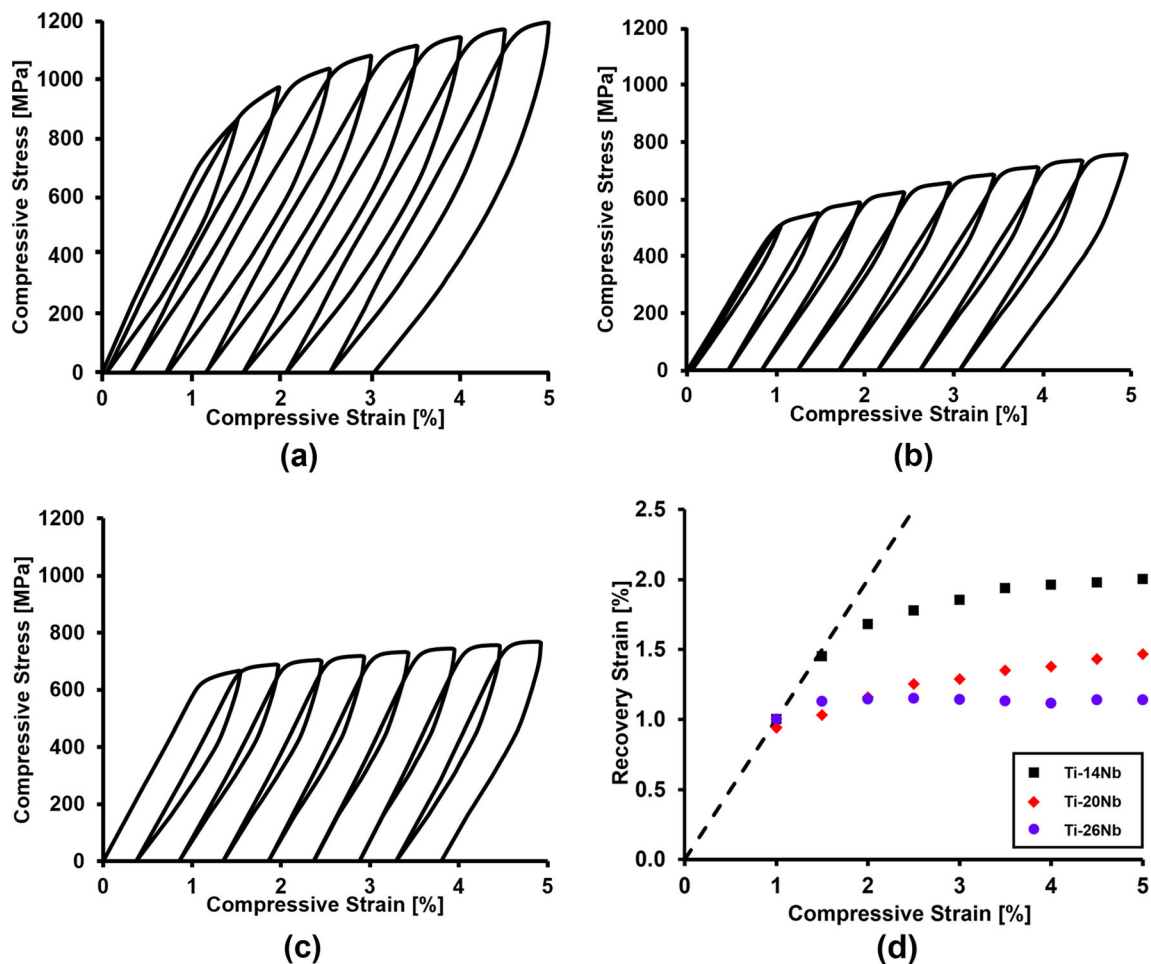 1200
1000
800
600
400
200
0
0 1 2 3 4 5
Compressive Stress [MPa]
Compressive Strain [%]
(a)
1200
1000
800
600
400
200
0
0 1 2 3 4 5
Compressive Stress [MPa]
Compressive Strain [%]
(b)
1200
1000
800
600
400
200
0
0 1 2 3 4 5
Compressive Stress [MPa]
Compressive Strain [%]
(c)
2.5
2.0
1.5
1.0
0.5
0.0
0 1 2 3 4 5
Recovery Strain [%]
Compressive Strain [%]
Ti-14Nb
Ti-20Nb
Ti-26Nb
(d)